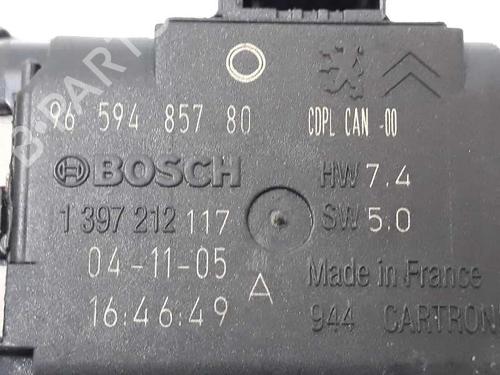 96 594 857 80 CDPL CAN -00
BOSCH HW 7.4
1 397 212 117 SW 5.0
04-11-05 Made in France
16:46:49 A 944 CARTRON
B-PARTS